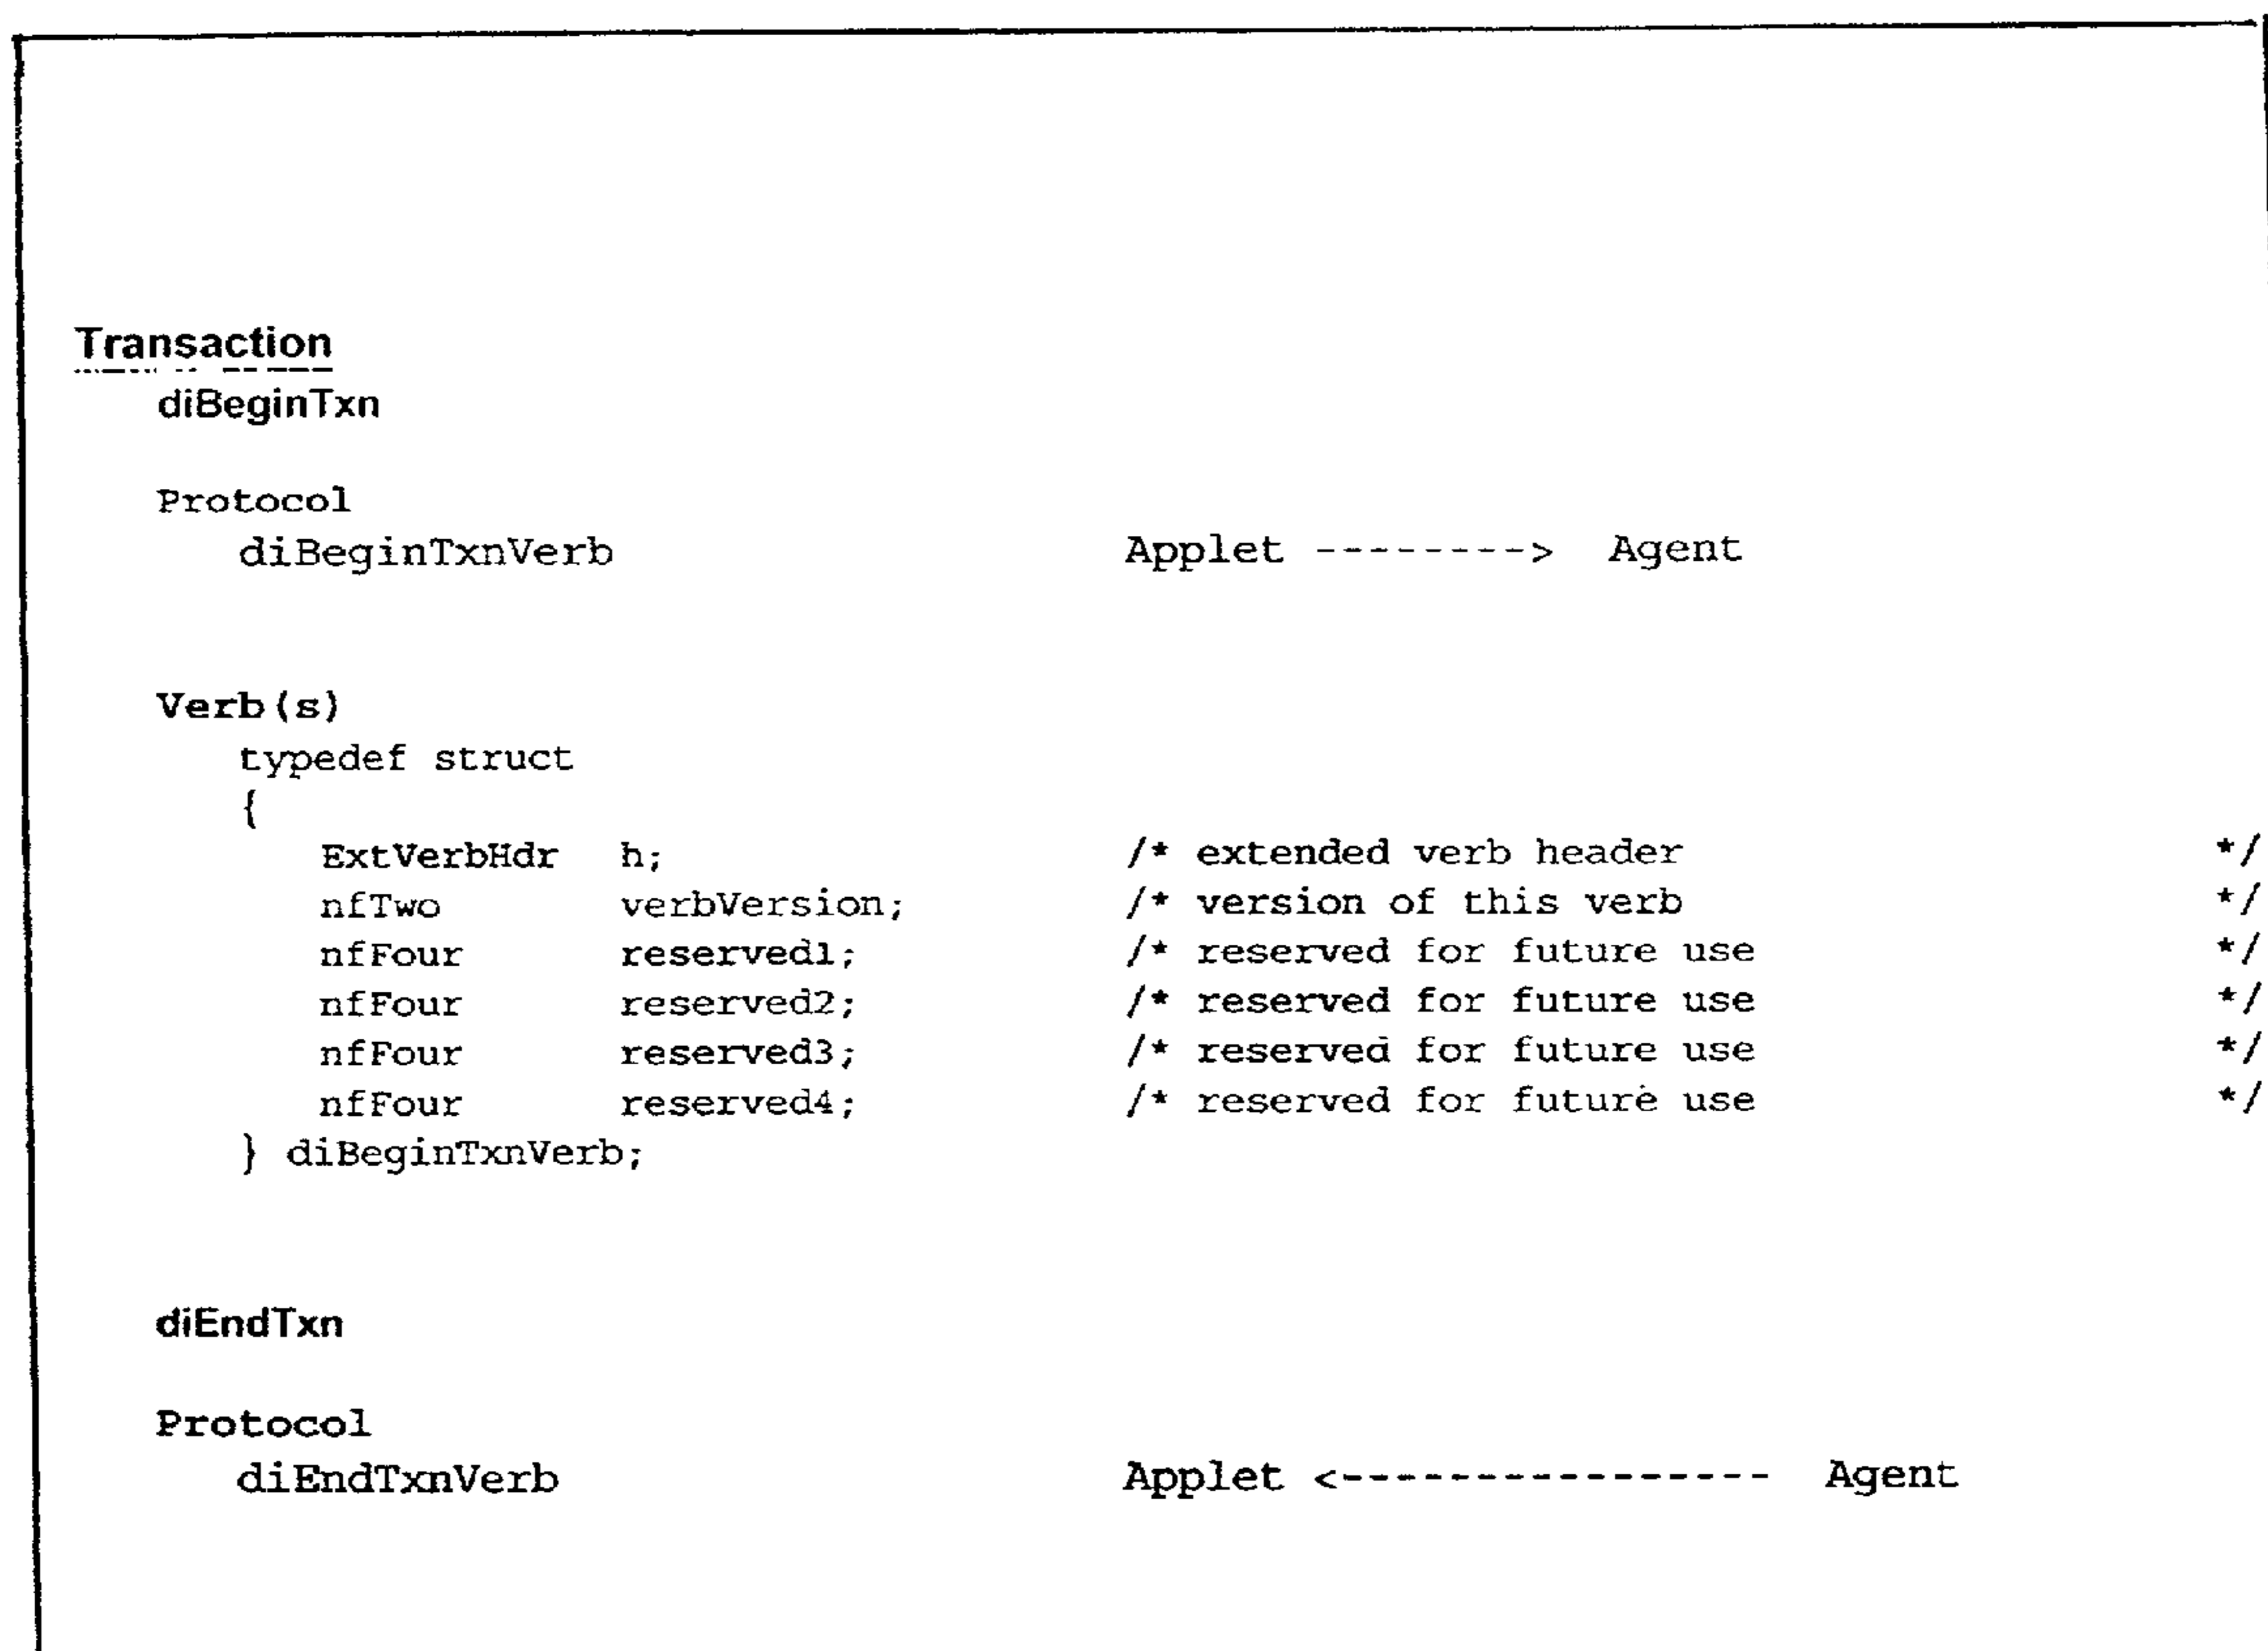 Transaction
diBeginTxn
Protocol
diBeginTxnVerb Applet --------> Agent
Verb(s)
typedef struct
{
ExtVerbHdr h; /* extended verb header */
nfTwo verbVersion; /* version of this verb */
nfFour reserved1; /* reserved for future use */
nfFour reserved2; /* reserved for future use */
nfFour reserved3; /* reserved for future use */
nfFour reserved4; /* reserved for future use */
} diBeginTxnVerb;
diEndTxn
Protocol
diEndTxnVerb Applet <---------------- Agent